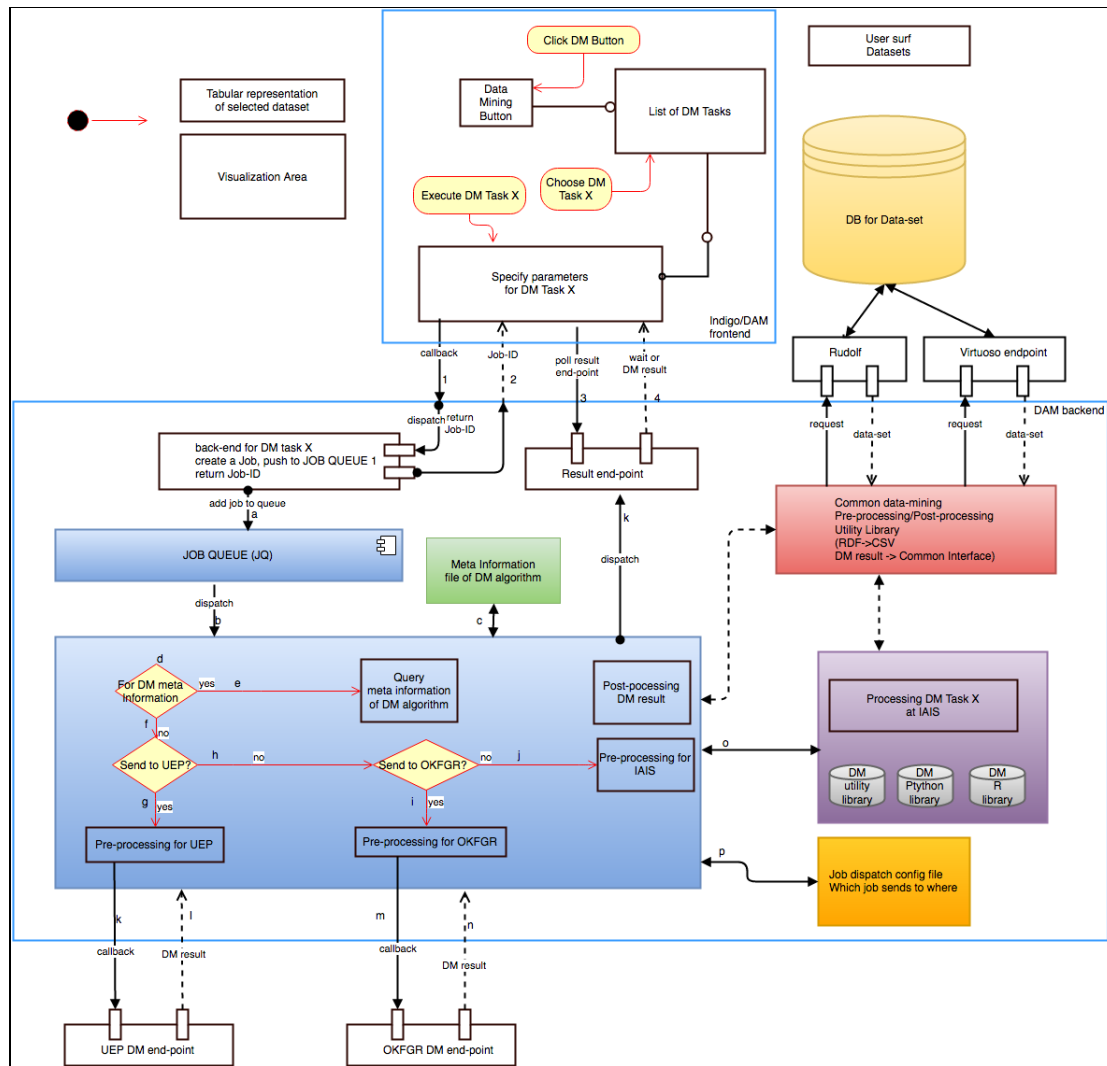 Click DM Button
User surf
Datasets
Tabular representation
of selected dataset
Data
Mining
Button
List of DM Tasks
Visualization Area
Execute DM Task X
Choose DM
Task X
DB for Data-set
Specify parameters
for DM Task X
Indigo/DAM
frontend
callback
1
Job-ID
2
poll result
end-point
3
wait or
DM result
4
Rudolf
Virtuoso endpoint
DAM backend
dispatch
return
Job-ID
request
data-set
request
data-set
back-end for DM task X
create a Job, push to JOB QUEUE 1
return Job-ID
Result end-point
add job to queue
a
k
dispatch
Common data-mining
Pre-processing/Post-processing
Utility Library
(RDF->CSV
DM result -> Common Interface)
JOB QUEUE (JQ)
Meta Information
file of DM algorithm
dispatch
b
c
d
For DM meta
Information
yes
e
Query
meta information
of DM algorithm
Post-pocessing
DM result
Processing DM Task X
at IAIS
f
no
Send to UEP?
h
no
Send to OKFGR?
no
j
Pre-processing for
IAIS
o
DM
utility
library
DM
Ptython
library
DM
R
library
g
yes
i
yes
Pre-processing for UEP
Pre-processing for OKFGR
p
Job dispatch config file
Which job sends to where
k
callback
l
DM result
m
callback
n
DM result
UEP DM end-point
OKFGR DM end-point